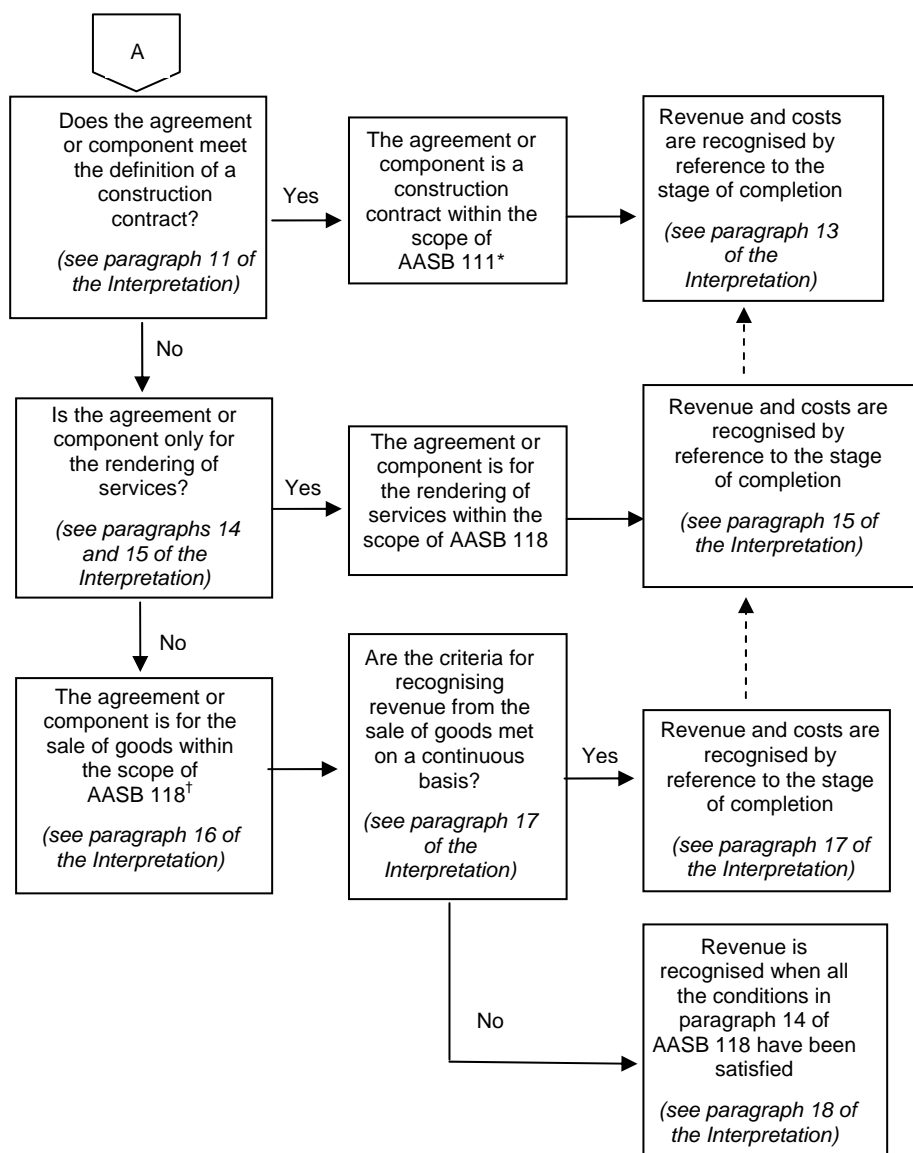 A
Does the agreement
or component meet
the definition of a
construction
contract?
(see paragraph 11 of
the Interpretation)
Yes
The agreement or
component is a
construction
contract within the
scope of
AASB 111*
Revenue and costs
are recognised by
reference to the
stage of completion
(see paragraph 13
of the
Interpretation)
No
Is the agreement or
component only for
the rendering of
services?
(see paragraphs 14
and 15 of the
Interpretation)
Yes
The agreement or
component is for
the rendering of
services within the
scope of AASB 118
Revenue and costs are
recognised by
reference to the stage
of completion
(see paragraph 15 of
the Interpretation)
No
The agreement or
component is for the
sale of goods within
the scope of
AASB 118†
(see paragraph 16 of
the Interpretation)
Are the criteria for
recognising
revenue from the
sale of goods met
on a continuous
basis?
(see paragraph 17
of the
Interpretation)
Yes
Revenue and costs are
recognised by
reference to the stage
of completion
(see paragraph 17 of
the Interpretation)
No
Revenue is
recognised when all
the conditions in
paragraph 14 of
AASB 118 have been
satisfied
(see paragraph 18 of
the Interpretation)